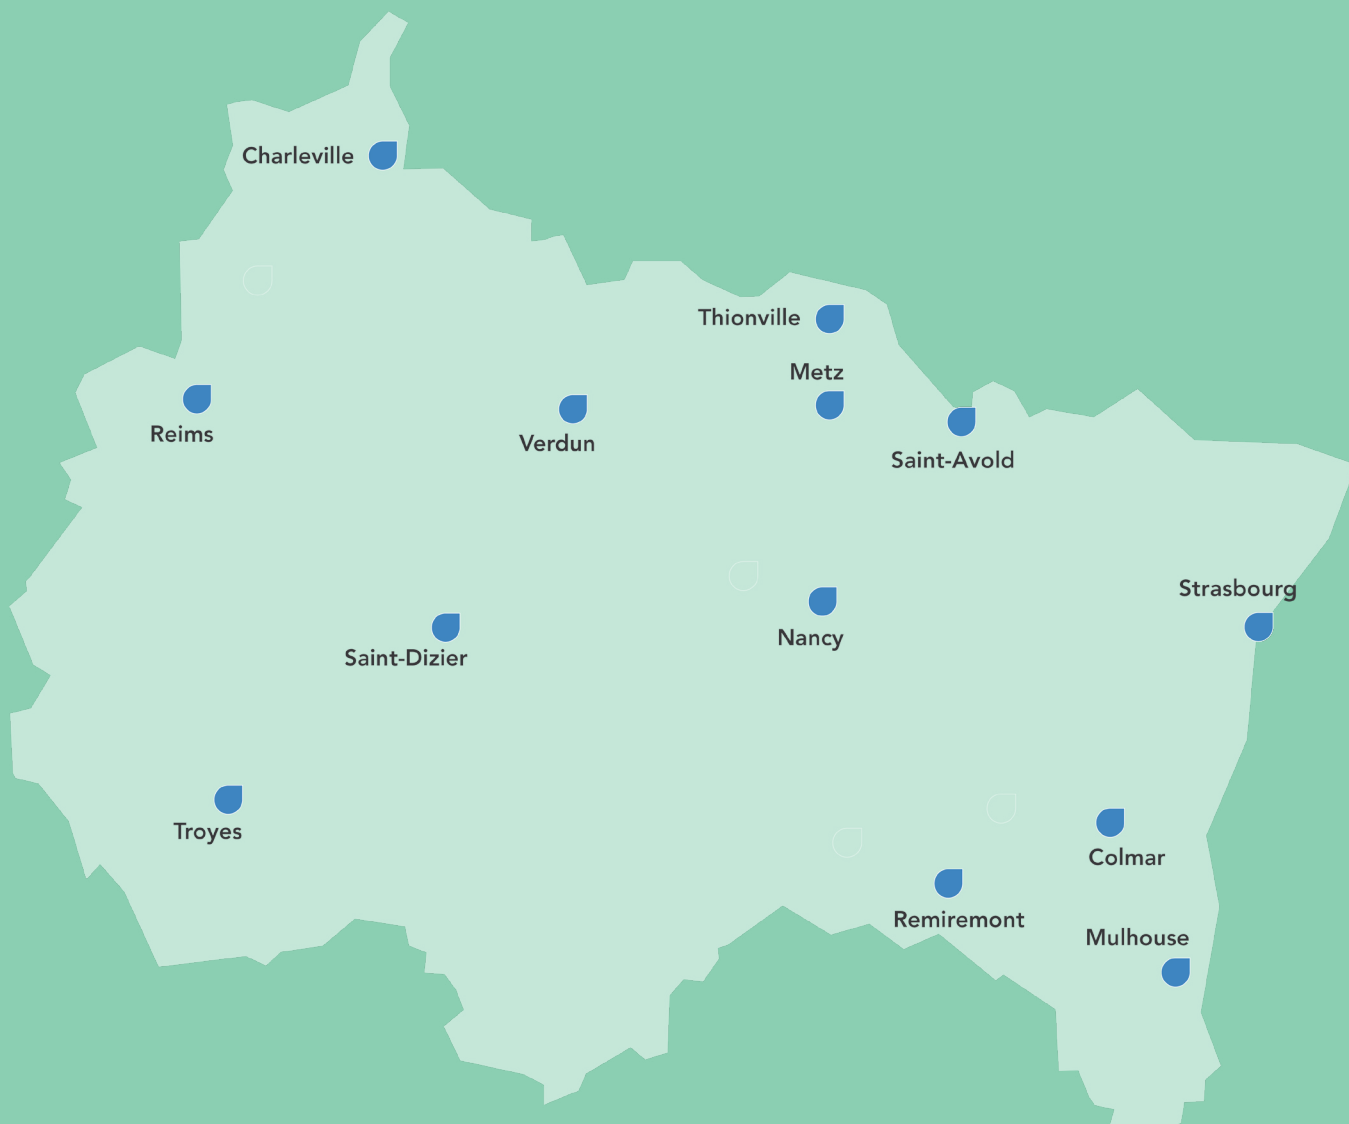 Charleville
Thionville
Metz
Reims
Verdun
Saint-Avold
Strasbourg
Nancy
Saint-Dizier
Troyes
Colmar
Remiremont
Mulhouse